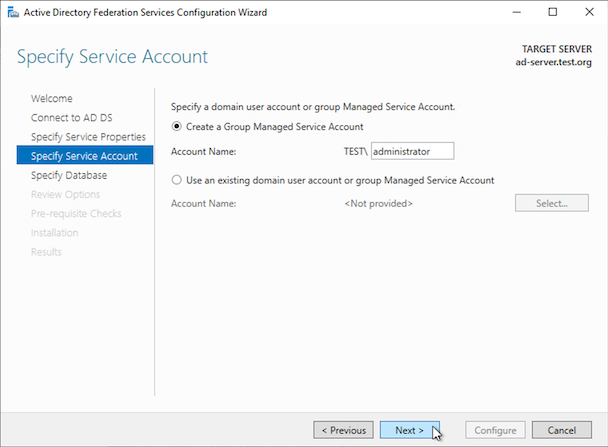 Active Directory Federation Services Configuration Wizard
Specify Service Account
TARGET SERVER
ad-server.test.org
Welcome
Connect to AD DS
Specify Service Properties
Specify Service Account
Specify Database
Review Options
Pre-requisite Checks
Installation
Results
Specify a domain user account or group Managed Service Account.
Create a Group Managed Service Account
Account Name: TEST\ administrator
Use an existing domain user account or group Managed Service Account
Account Name: <Not provided> Select...
< Previous Next > Configure Cancel